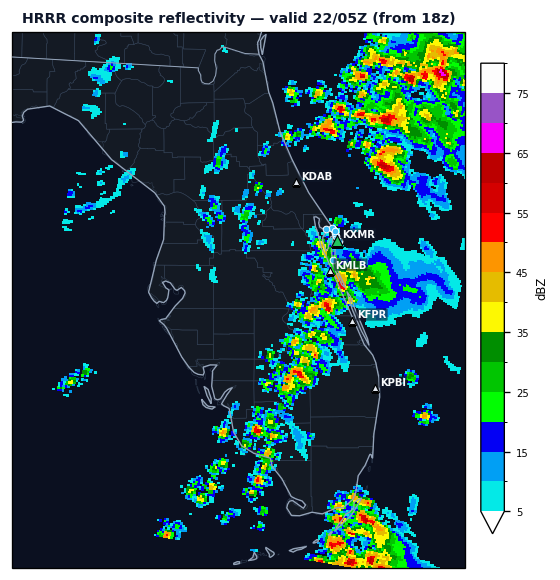 HRRR composite reflectivity — valid 22/05Z (from 18z)
KDAB
KXMR
KMLB
KFPR
KPBI
75
65
55
45
35
25
15
5
dBZ